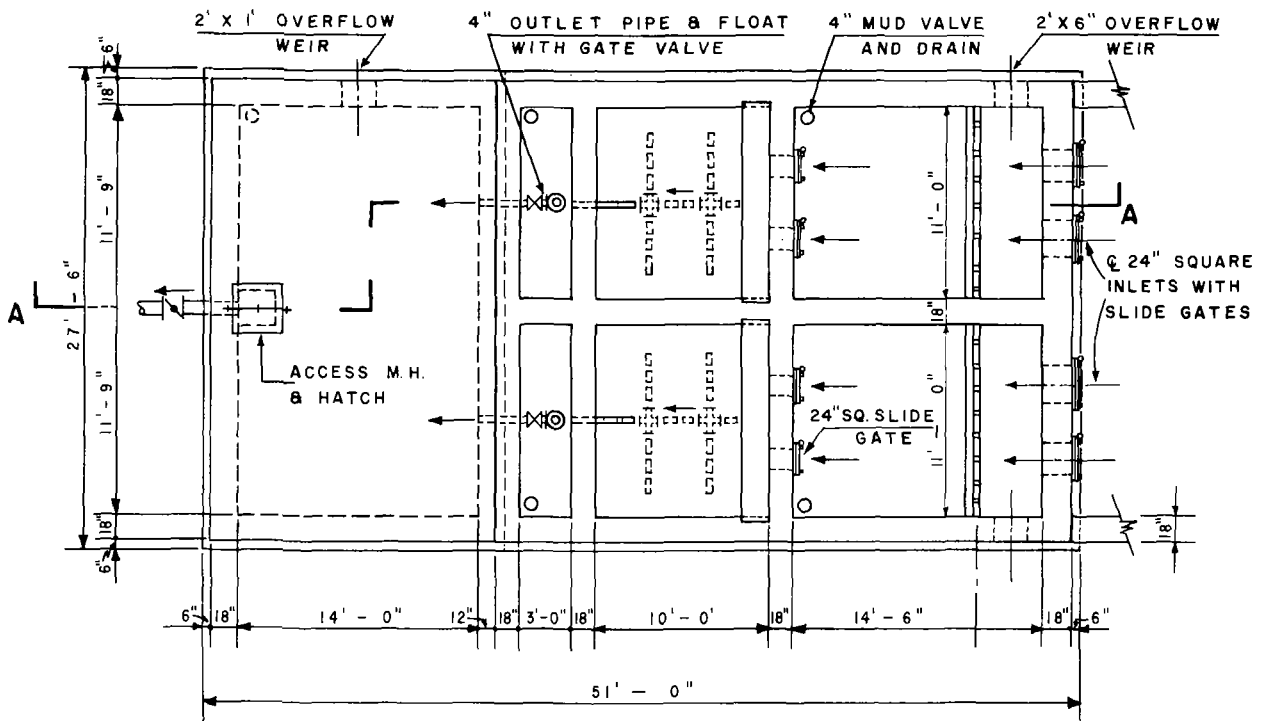 2' X 1' OVERFLOW
WEIR
4" OUTLET PIPE & FLOAT
WITH GATE VALVE
4" MUD VALVE
AND DRAIN
2' X 6" OVERFLOW
WEIR
6"
18"
11' - 9"
27' - 6"
11' - 9"
18"
6"
A
A
11' - 0"
18"
11' - 0"
℄ 24" SQUARE
INLETS WITH
SLIDE GATES
ACCESS M.H.
& HATCH
24" SQ. SLIDE
GATE
18"
6"
18"
14' - 0"
12"
18"
3'-0"
18"
10' - 0'
18"
14' - 6"
18"
6"
51' - 0"